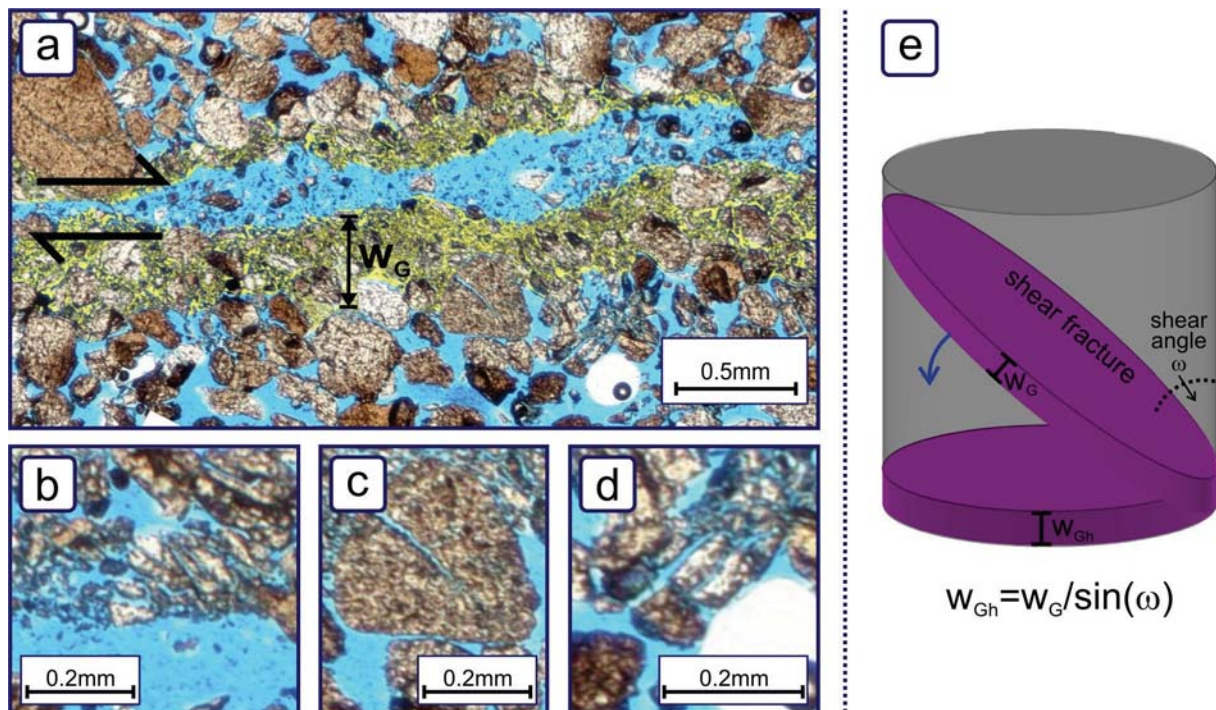 a
W_G
0.5mm
b
0.2mm
c
0.2mm
d
0.2mm
e
shear fracture
shear
angle
ω
W_G
W_Gh
w_Gh=w_G/sin(ω)